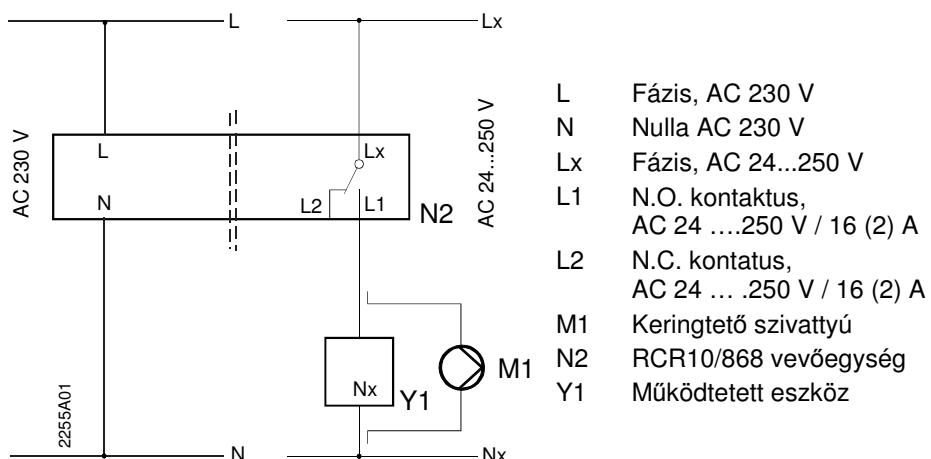 L
Lx
AC 230 V
L
N
Lx
L2
L1
N2
AC 24...250 V
M1
Nx
Y1
2255A01
N
Nx
L Fázis, AC 230 V
N Nulla AC 230 V
Lx Fázis, AC 24...250 V
L1 N.O. kontaktus,
AC 24 ....250 V / 16 (2) A
L2 N.C. kontatus,
AC 24 ... .250 V / 16 (2) A
M1 Keringtető szivattyú
N2 RCR10/868 vevőegység
Y1 Működtetett eszköz